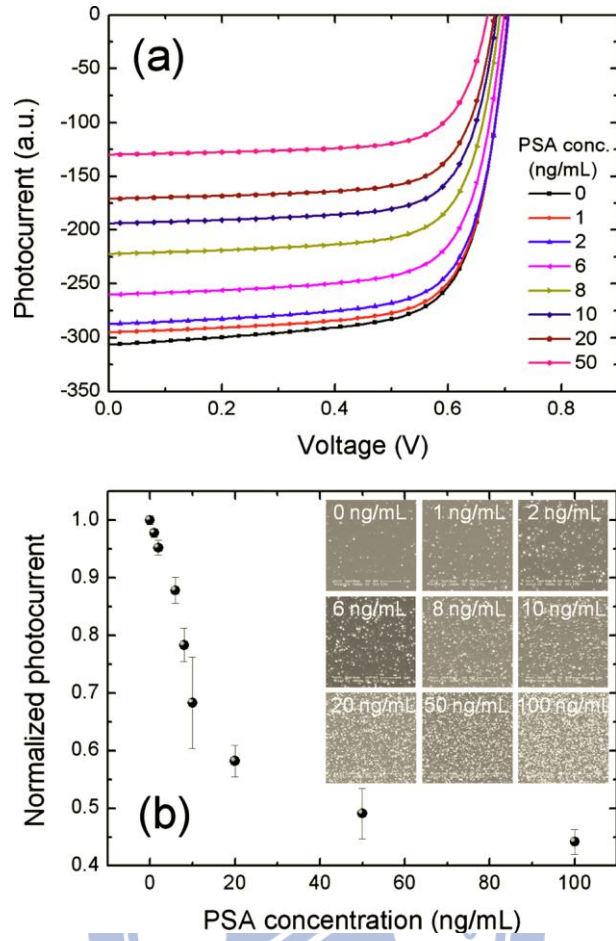 (a)
0
-50
-100
-150
-200
-250
-300
-350
Photocurrent (a.u.)
PSA conc.
(ng/mL)
0
1
2
6
8
10
20
50
0.0 0.2 0.4 0.6 0.8
Voltage (V)
1.0
0.9
0.8
0.7
0.6
0.5
0.4
Normalized photocurrent
0 ng/mL 1 ng/mL 2 ng/mL
6 ng/mL 8 ng/mL 10 ng/mL
20 ng/mL 50 ng/mL 100 ng/mL
(b)
0 20 40 60 80 100
PSA concentration (ng/mL)